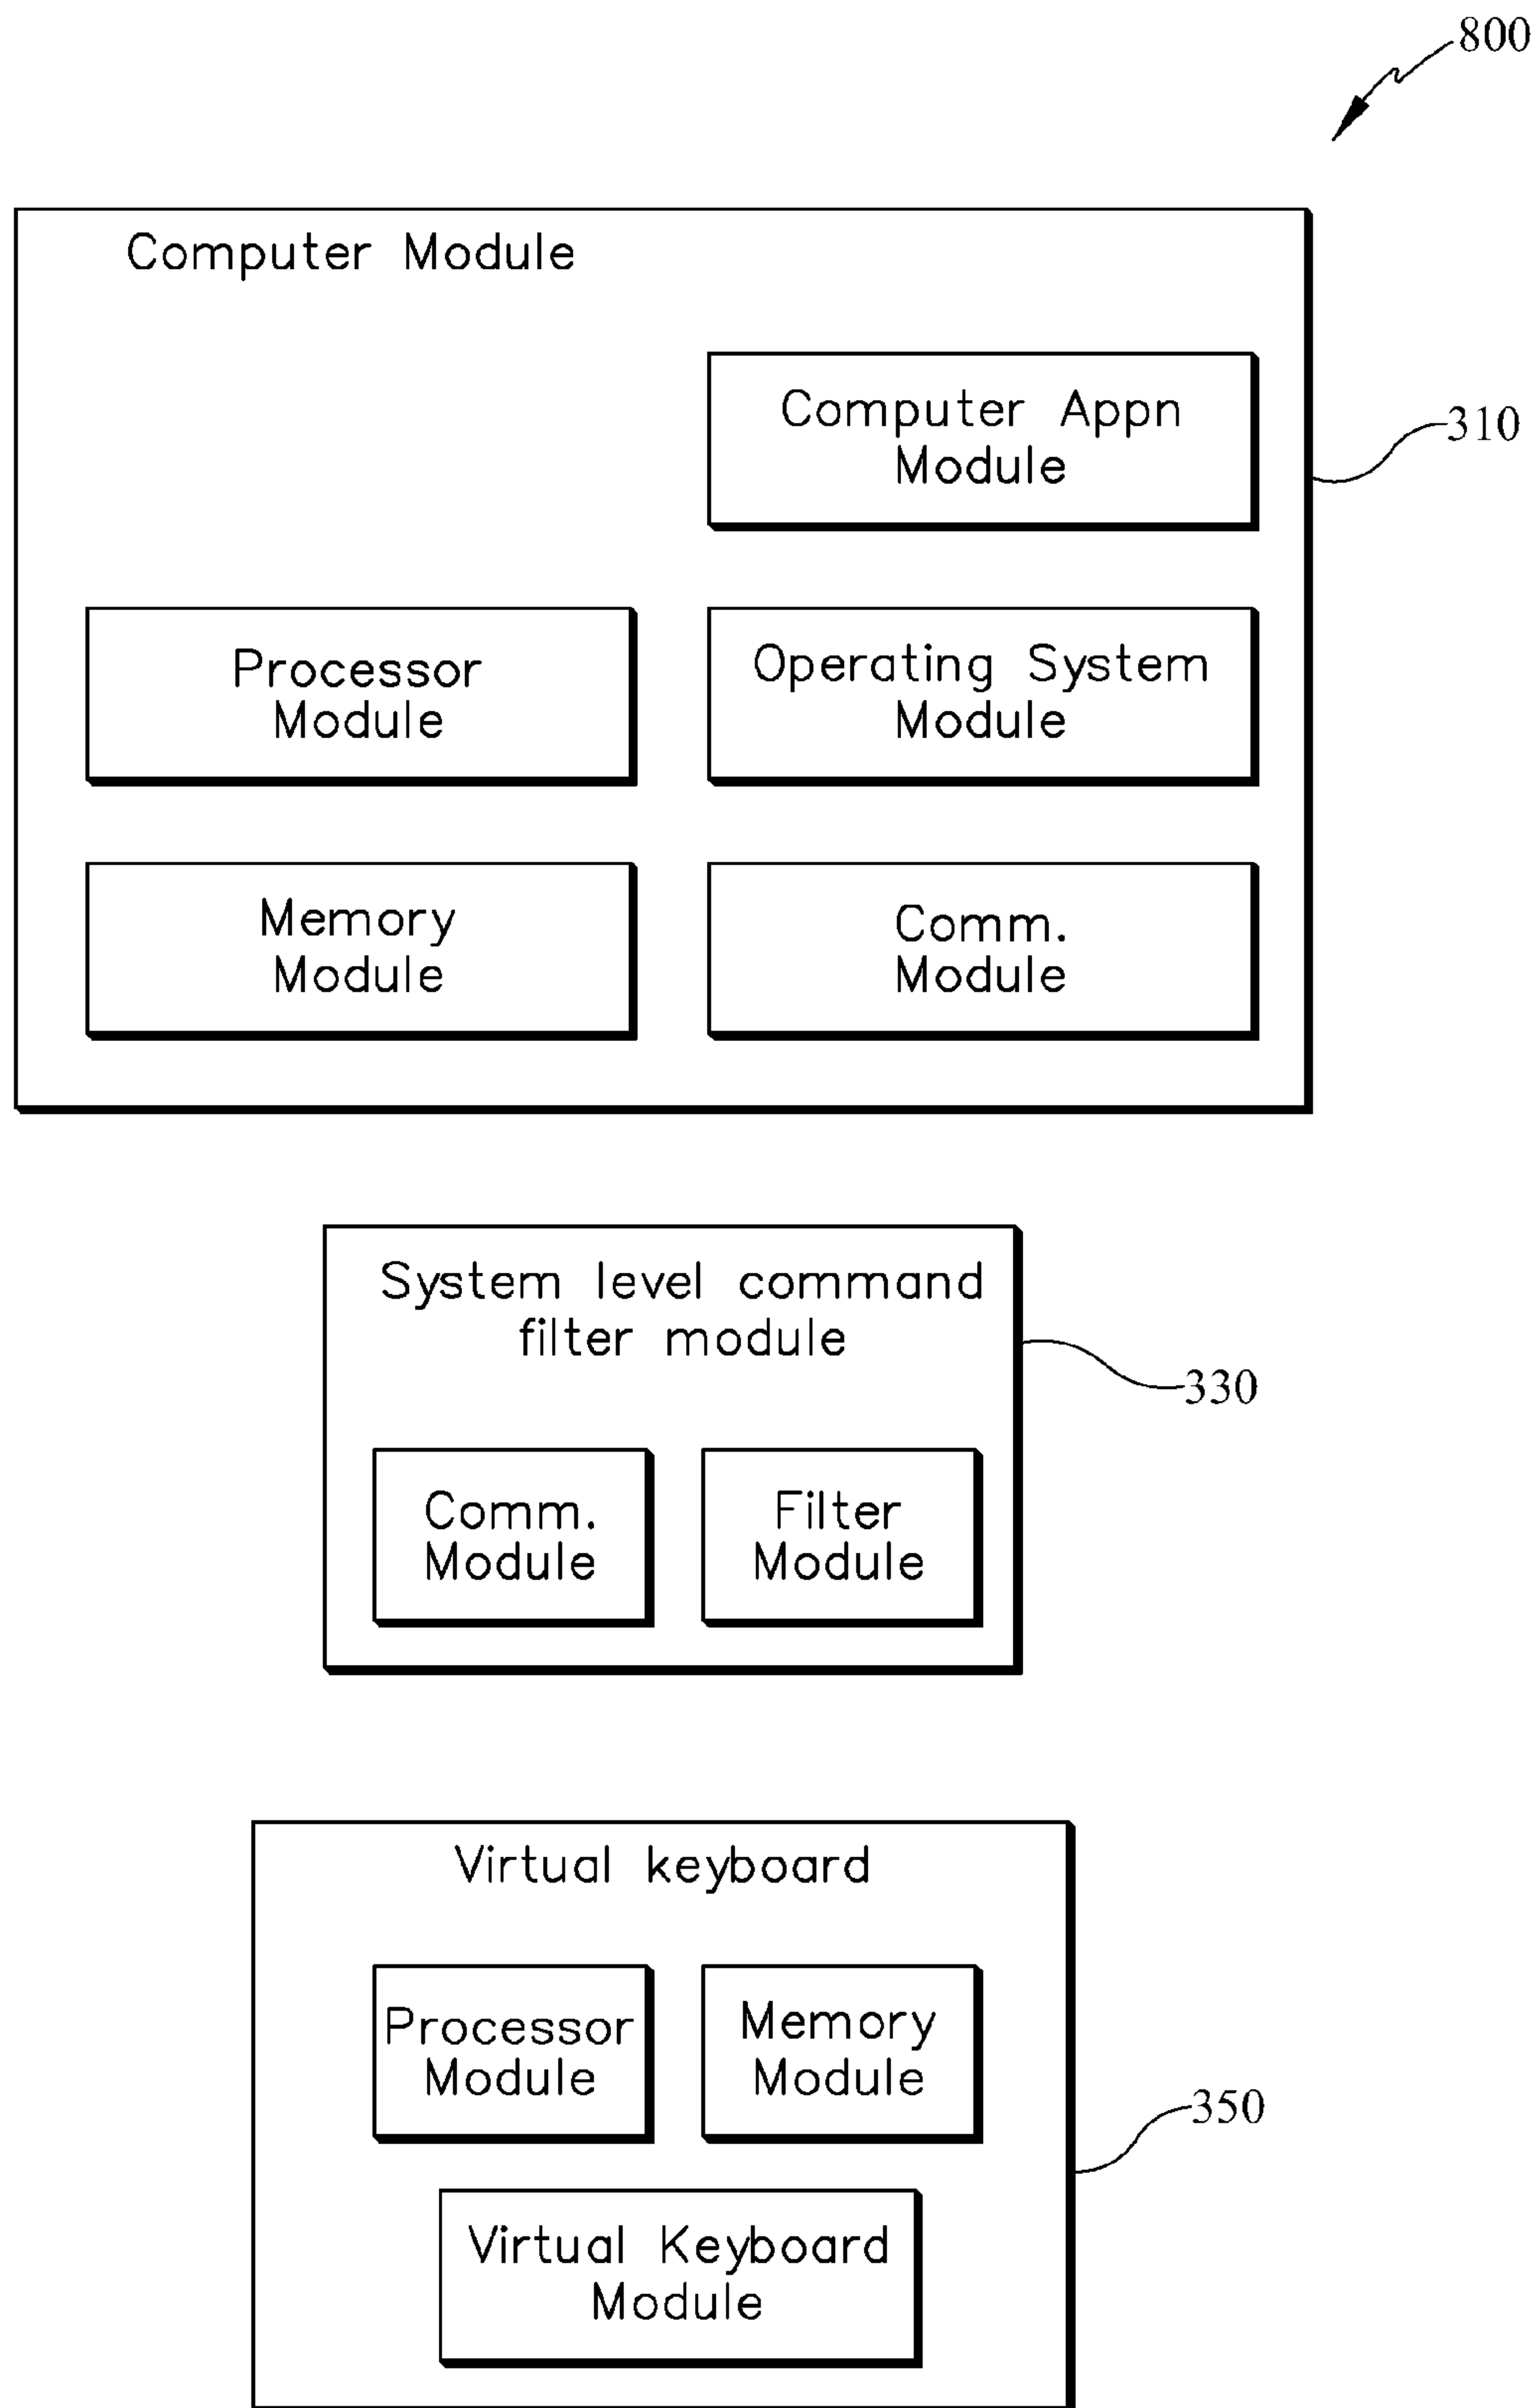 800
Computer Module
Computer Appn
Module
310
Processor
Module
Operating System
Module
Memory
Module
Comm.
Module
System level command
filter module
330
Comm.
Module
Filter
Module
Virtual keyboard
Processor
Module
Memory
Module
350
Virtual Keyboard
Module